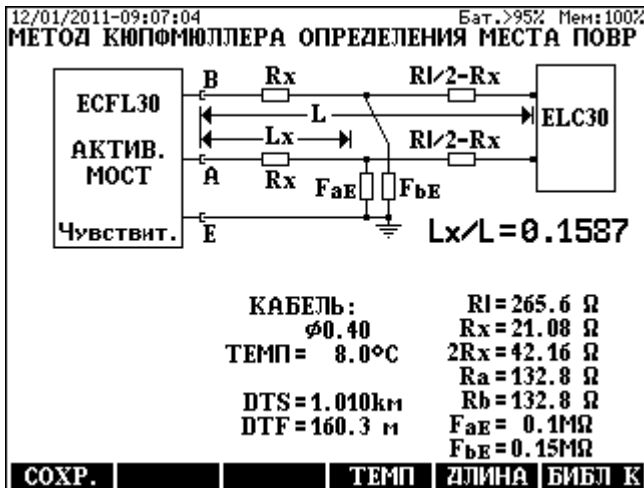 12/01/2011-09:07:04 Бат.>95% Мем:100%
МЕТОД КЮПФМЮЛЛЕРА ОПРЕДЕЛЕНИЯ МЕСТА ПОВР
B Rx Rl/2-Rx
ECFL30 L ELC30
АКТИВ. Lx Rl/2-Rx
МОСТ A Rx FaE FbE
Чувствит. E Lx/L=0.1587
КАБЕЛЬ: Rl=265.6 Ω
ø0.40 Rx=21.08 Ω
ТЕМП= 8.0°C 2Rx=42.16 Ω
Ra=132.8 Ω
DTS=1.010km Rb=132.8 Ω
DTF=160.3 м FaE= 0.1MΩ
FbE=0.15MΩ
СОХР. ТЕМП ДЛИНА БИБЛ К